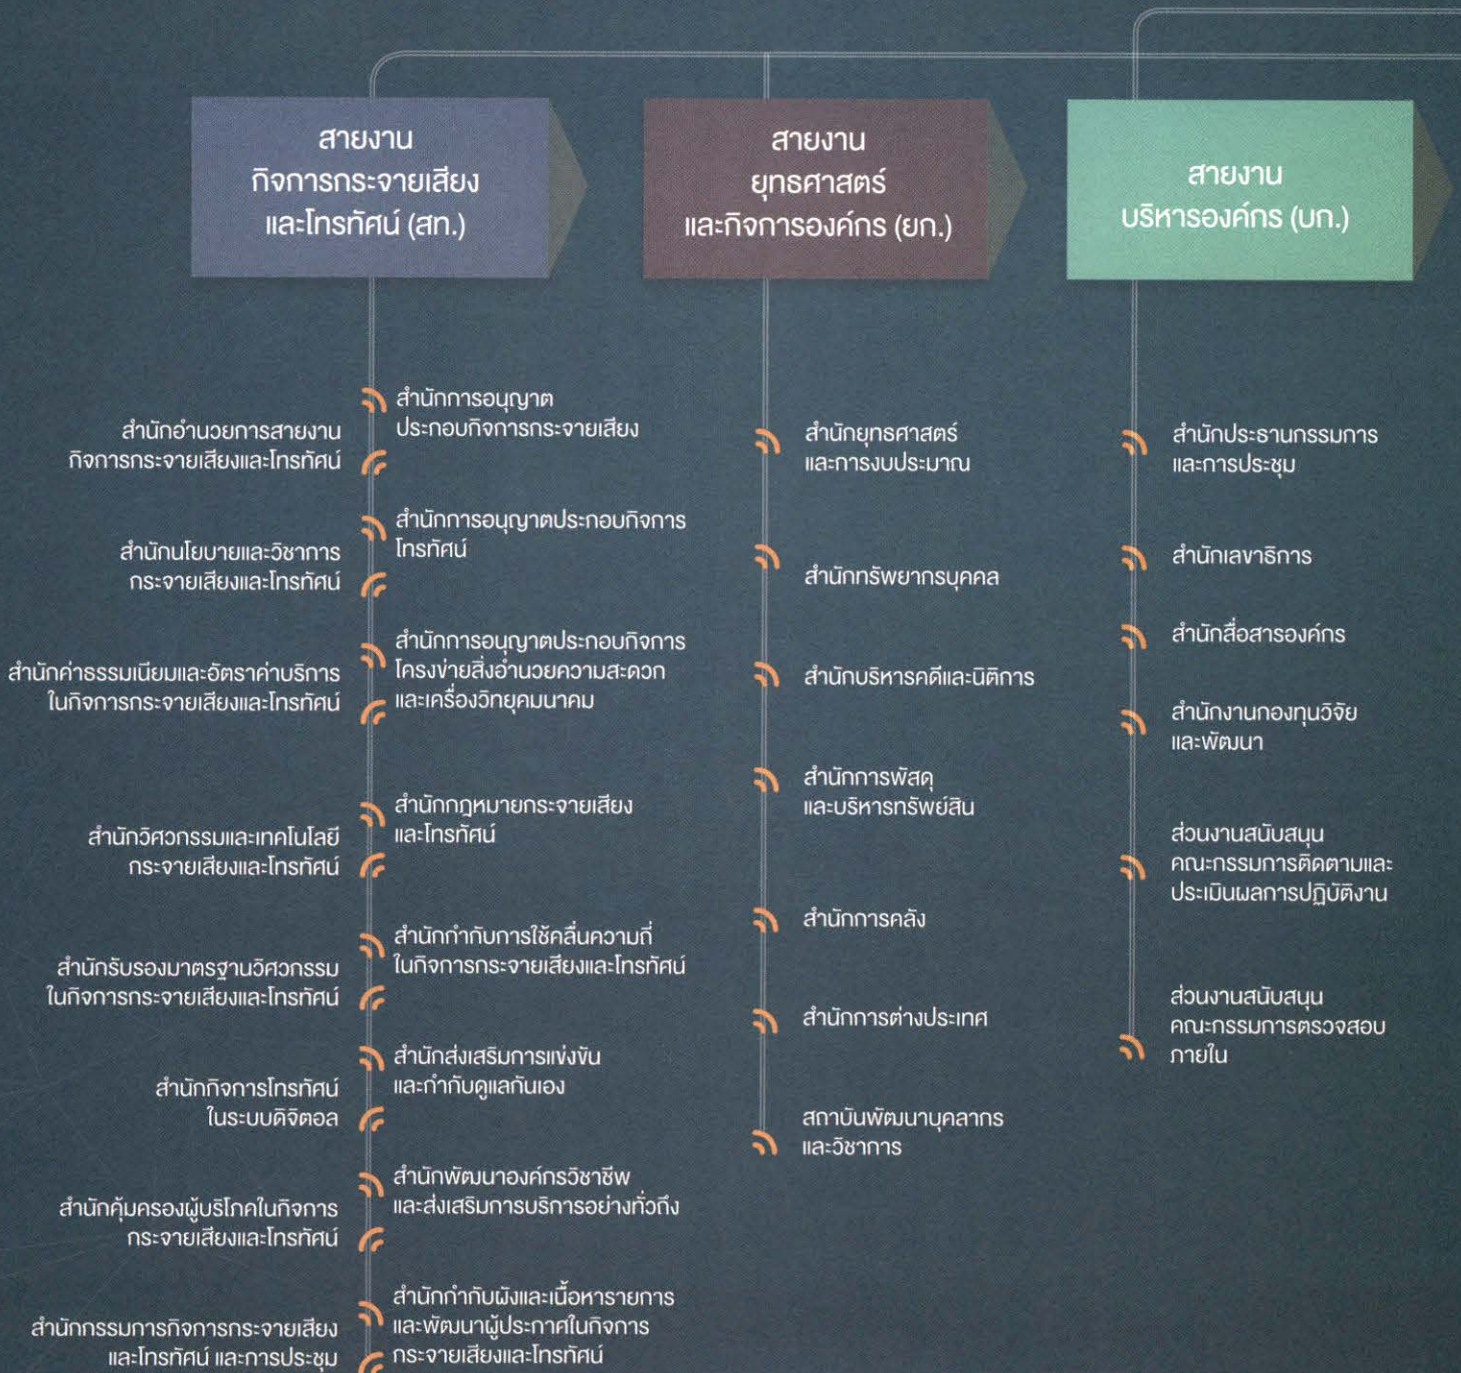 สายงาน
กิจการกระจายเสียง
และโทรทัศน์ (สท.)
สำนักการอนุญาต
ประกอบกิจการกระจายเสียง
สำนักอำนวยการสายงาน
กิจการกระจายเสียงและโทรทัศน์
สำนักการอนุญาตประกอบกิจการ
โทรทัศน์
สำนักนโยบายและวิชาการ
กระจายเสียงและโทรทัศน์
สำนักการอนุญาตประกอบกิจการ
โครงข่ายสิ่งอำนวยความสะดวก
และเครื่องวิทยุคมนาคม
สำนักค่าธรรมเนียมและอัตราค่าบริการ
ในกิจการกระจายเสียงและโทรทัศน์
สำนักกฎหมายกระจายเสียง
และโทรทัศน์
สำนักวิศวกรรมและเทคโนโลยี
กระจายเสียงและโทรทัศน์
สำนักกำกับการใช้คลื่นความถี่
ในกิจการกระจายเสียงและโทรทัศน์
สำนักรับรองมาตรฐานวิศวกรรม
ในกิจการกระจายเสียงและโทรทัศน์
สำนักส่งเสริมการแข่งขัน
และกำกับดูแลกันเอง
สำนักกิจการโทรทัศน์
ในระบบดิจิตอล
สำนักพัฒนาองค์กรวิชาชีพ
และส่งเสริมการบริการอย่างทั่วถึง
สำนักคุ้มครองผู้บริโภคในกิจการ
กระจายเสียงและโทรทัศน์
สำนักกำกับผังและเนื้อหารายการ
และพัฒนาผู้ประกาศในกิจการ
กระจายเสียงและโทรทัศน์
สำนักกรรมการกิจการกระจายเสียง
และโทรทัศน์ และการประชุม
สายงาน
ยุทธศาสตร์
และกิจการองค์กร (ยก.)
สำนักยุทธศาสตร์
และการงบประมาณ
สำนักทรัพยากรบุคคล
สำนักบริหารคดีและนิติการ
สำนักการพัสดุ
และบริหารทรัพย์สิน
สำนักการคลัง
สำนักการต่างประเทศ
สถาบันพัฒนาบุคลากร
และวิชาการ
สายงาน
บริหารองค์กร (บก.)
สำนักประธานกรรมการ
และการประชุม
สำนักเลขาธิการ
สำนักสื่อสารองค์กร
สำนักงานกองทุนวิจัย
และพัฒนา
ส่วนงานสนับสนุน
คณะกรรมการติดตามและ
ประเมินผลการปฏิบัติงาน
ส่วนงานสนับสนุน
คณะกรรมการตรวจสอบ
ภายใน